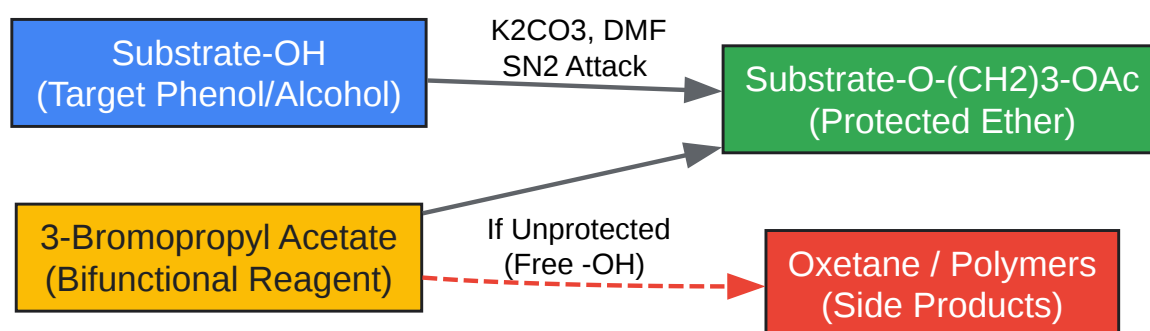 Substrate-OH
(Target Phenol/Alcohol)
K2CO3, DMF
SN2 Attack
Substrate-O-(CH2)3-OAc
(Protected Ether)
3-Bromopropyl Acetate
(Bifunctional Reagent)
If Unprotected
(Free -OH)
Oxetane / Polymers
(Side Products)